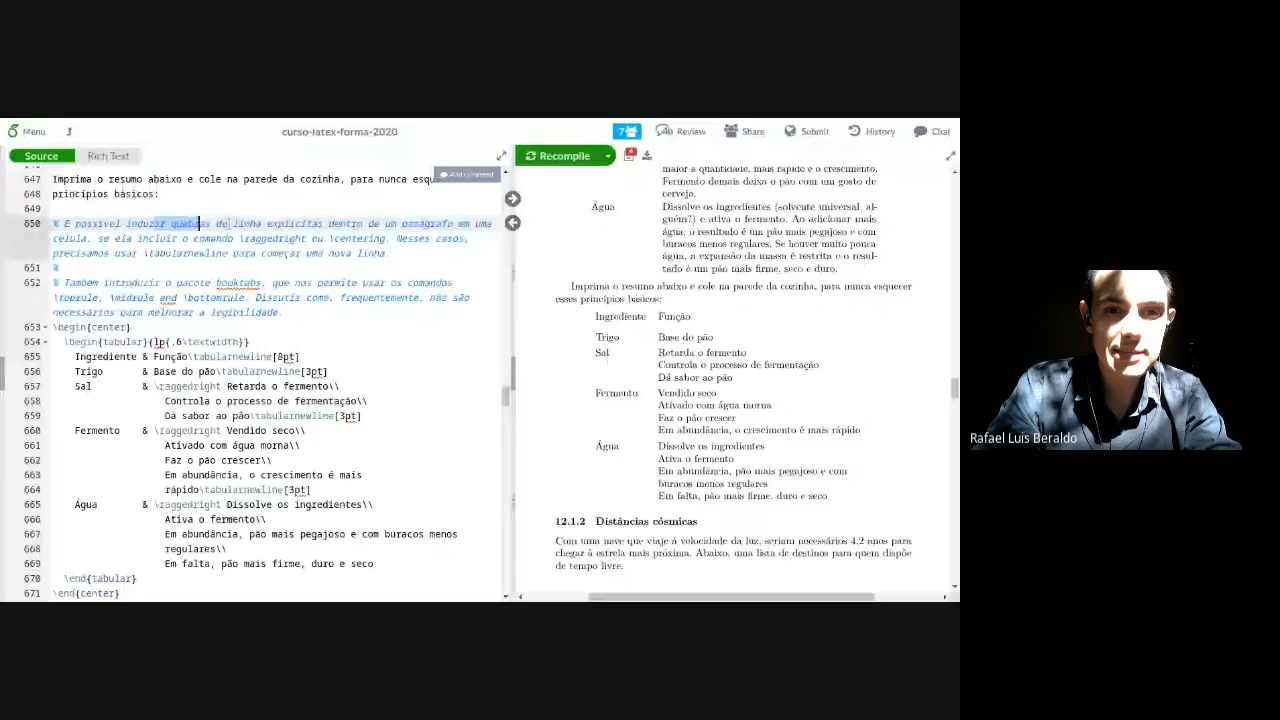 Menu
curso-latex-forma-2020
7
Review
Share
Submit
History
Chat
Source
Rich Text
Recompile
647 Imprima o resumo abaixo e cole na parede da cozinha, para nunca esque
Add comment
648 princípios básicos:
649
650 % É possível induzir quebras de linha explícitas dentro de um parágrafo em uma
célula, se ela incluir o comando \raggedright ou \centering. Nesses casos,
precisamos usar \tabularnewline para começar uma nova linha.
651 %
652 % Também introduzir o pacote booktabs, que nos permite usar os comandos
\toprule, \midrule and \bottomrule. Discutir como, frequentemente, não são
necessários para melhorar a legibilidade.
653 \begin{center}
654 \begin{tabular}{lp{.6\textwidth}}
655 Ingrediente & Função\tabularnewline[8pt]
656 Trigo & Base do pão\tabularnewline[3pt]
657 Sal & \raggedright Retarda o fermento\\
658 Controla o processo de fermentação\\
659 Dá sabor ao pão\tabularnewline[3pt]
660 Fermento & \raggedright Vendido seco\\
661 Ativado com água morna\\
662 Faz o pão crescer\\
663 Em abundância, o crescimento é mais
664 rápido\tabularnewline[3pt]
665 Água & \raggedright Dissolve os ingredientes\\
666 Ativa o fermento\\
667 Em abundância, pão mais pegajoso e com buracos menos
668 regulares\\
669 Em falta, pão mais firme, duro e seco
670 \end{tabular}
671 \end{center}
maior a quantidade, mais rápido e o crescimento.
Fermento demais deixa o pão com um gosto de
cerveja.
Água Dissolve os ingredientes (solvente universal, al-
guém?) e ativa o fermento. Ao adicionar mais
água, o resultado é um pão mais pegajoso e com
buracos menos regulares. Se houver muito pouca
água, a expansão da massa é restrita e o resul-
tado é um pão mais firme, seco e duro.
Imprima o resumo abaixo e cole na parede da cozinha, para nunca esquecer
esses princípios básicos:
Ingrediente Função
Trigo Base do pão
Sal Retarda o fermento
Controla o processo de fermentação
Dá sabor ao pão
Fermento Vendido seco
Ativado com água morna
Faz o pão crescer
Em abundância, o crescimento é mais rápido
Água Dissolve os ingredientes
Ativa o fermento
Em abundância, pão mais pegajoso e com
buracos menos regulares
Em falta, pão mais firme, duro e seco
12.1.2 Distâncias cósmicas
Com uma nave que viaje à velocidade da luz, seriam necessários 4,2 anos para
chegar à estrela mais próxima. Abaixo, uma lista de destinos para quem dispõe
de tempo livre.
Rafael Luis Beraldo